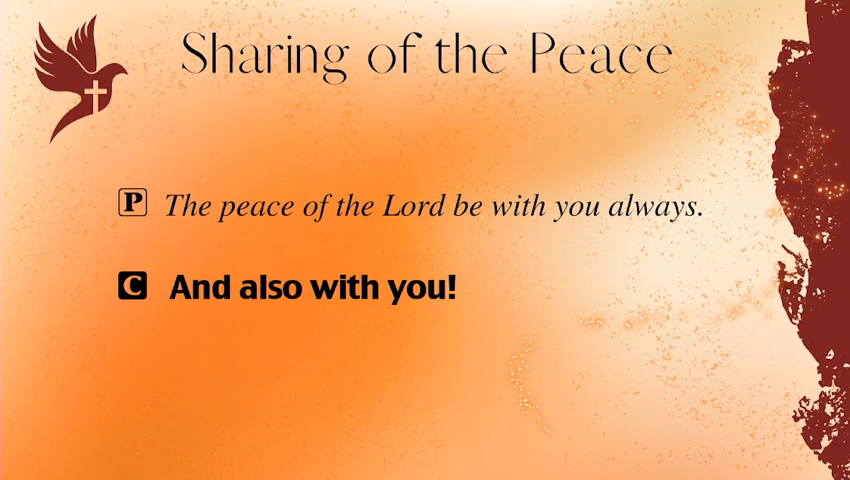 Sharing of the Peace
P The peace of the Lord be with you always.
C And also with you!